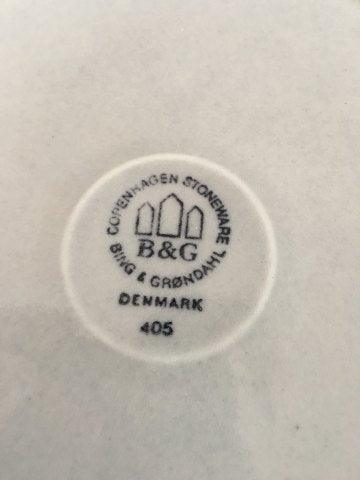 COPENHAGEN STONEWARE
B&G
BING & GRØNDAHL
DENMARK
405